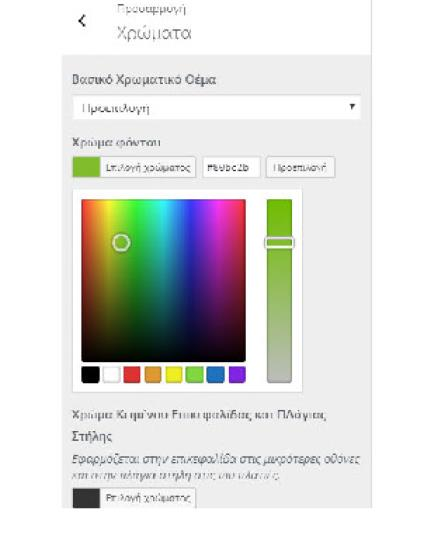 Προσαρμογή
Χρώματα
Βασικό Χρωματικό Θέμα
Προεπιλογή
Χρώμα φόντου
Επιλογή χρώματος Προεπιλογή
Χρώμα Κειμένου Επικεφαλίδας και Πλάγιας
Στήλης
Εφαρμόζεται στην επικεφαλίδα στις μικρότερες οθόνες
και στην πλάγια στήλη στις πιο πλατιές.
Επιλογή χρώματος